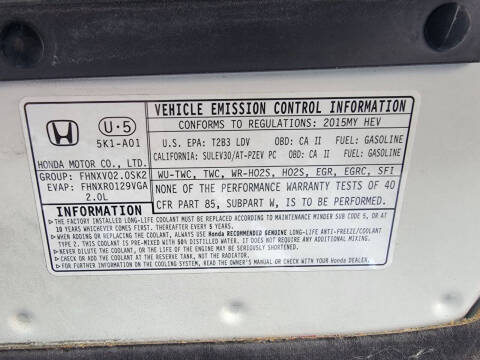 VEHICLE EMISSION CONTROL INFORMATION
CONFORMS TO REGULATIONS: 2015MY HEV
U·5
5K1-A01
HONDA MOTOR CO., LTD.
U.S. EPA: T2B3 LDV OBD: CA II FUEL: GASOLINE
CALIFORNIA: SULEV30/AT-PZEV PC OBD: CA II FUEL: GASOLINE
GROUP: FHNXV02.0SK2
EVAP: FHNXR0129VGA
2.0L
WU-TWC, TWC, WR-HO2S, HO2S, EGR, EGRC, SFI
NONE OF THE PERFORMANCE WARRANTY TESTS OF 40
CFR PART 85, SUBPART W, IS TO BE PERFORMED.
INFORMATION
▶THE FACTORY INSTALLED LONG-LIFE COOLANT MUST BE REPLACED ACCORDING TO MAINTENANCE MINDER SUB CODE 5, OR AT
10 YEARS WHICHEVER COMES FIRST. THEREAFTER EVERY 5 YEARS.
▶WHEN ADDING OR REPLACING THE COOLANT, ALWAYS USE Honda RECOMMENDED GENUINE LONG-LIFE ANTI-FREEZE/COOLANT
TYPE 2. THIS COOLANT IS PRE-MIXED WITH 50% DISTILLED WATER. IT DOES NOT REQUIRE ANY ADDITIONAL MIXING.
▶NEVER DILUTE THE COOLANT, OR THE LIFE OF THE ENGINE MAY BE SERIOUSLY SHORTENED.
▶ADD THE COOLANT AT THE RESERVE TANK, NOT THE RADIATOR.
▶FOR FURTHER INFORMATION ON THE COOLING SYSTEM, READ THE OWNER'S MANUAL OR CONTACT YOUR Honda DEALER.